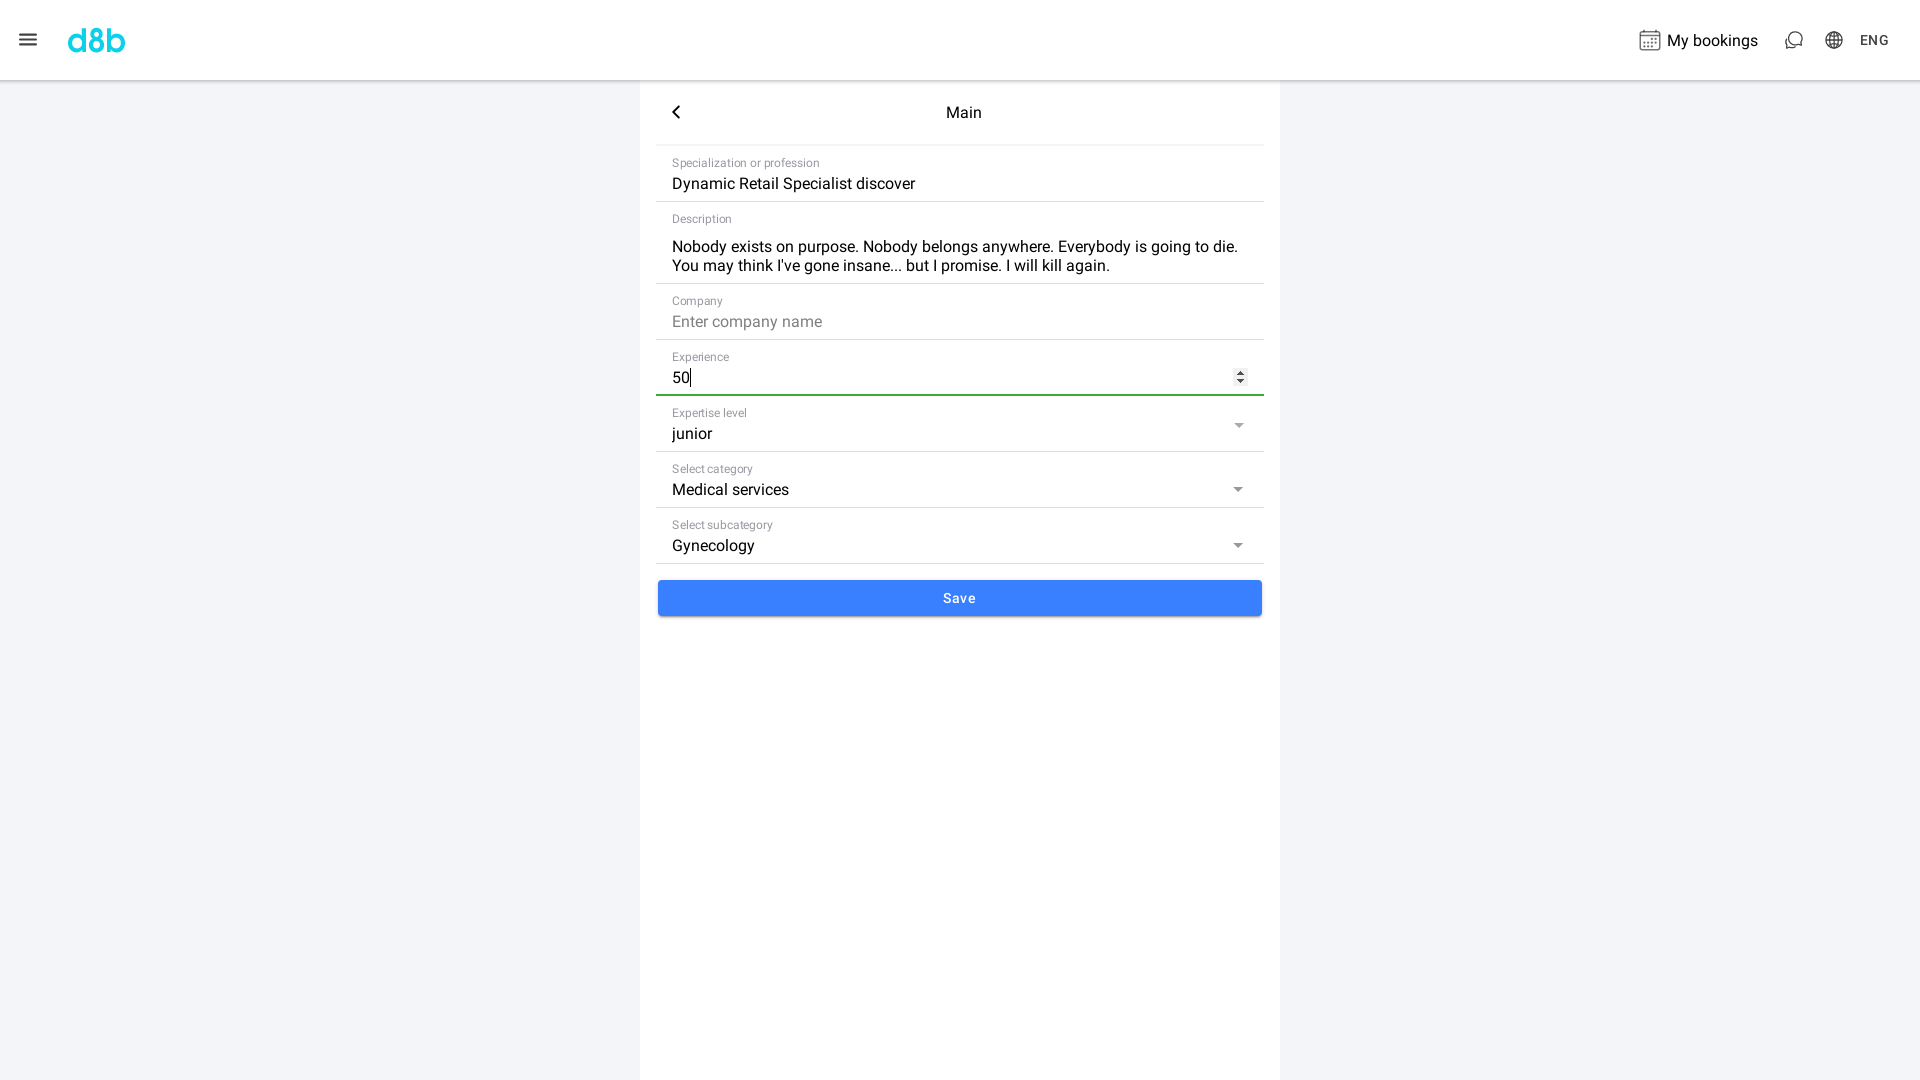 d8b
My bookings
ENG
Main
Specialization or profession
Dynamic Retail Specialist discover
Description
Nobody exists on purpose. Nobody belongs anywhere. Everybody is going to die.
You may think I've gone insane... but I promise. I will kill again.
Company
Enter company name
Experience
50
Expertise level
junior
Select category
Medical services
Select subcategory
Gynecology
Save